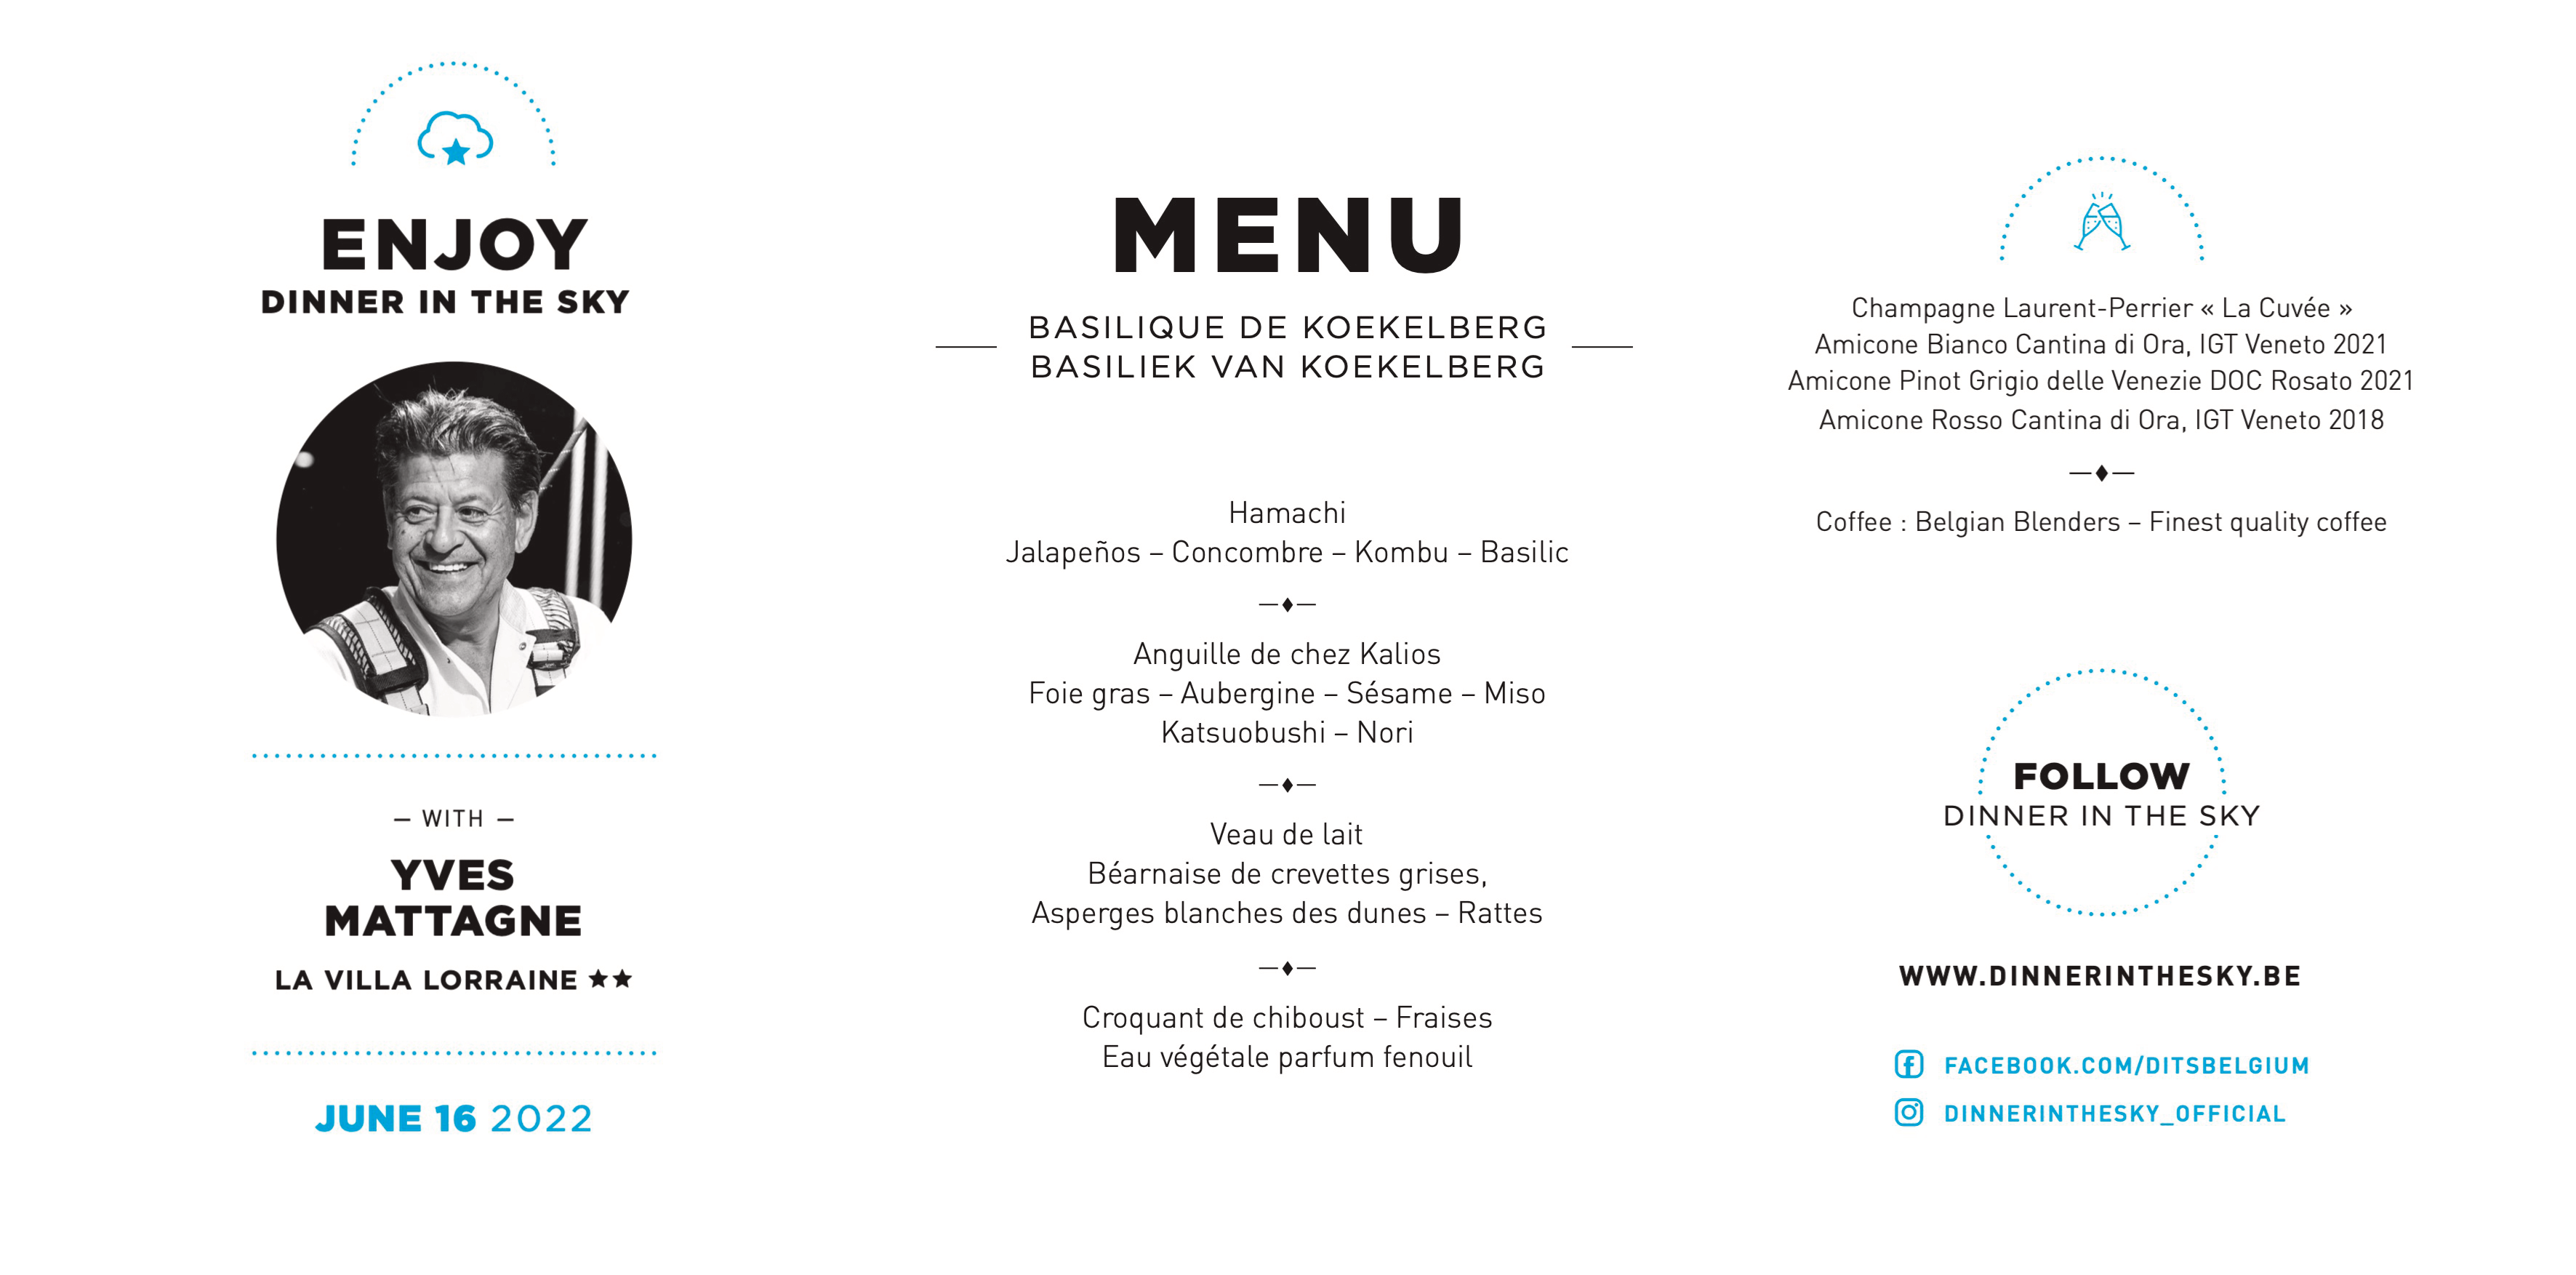 ENJOY
DINNER IN THE SKY
— WITH —
YVES
MATTAGNE
LA VILLA LORRAINE ★★
JUNE 16 2022
MENU
BASILIQUE DE KOEKELBERG
BASILIEK VAN KOEKELBERG
Hamachi
Jalapeños – Concombre – Kombu – Basilic
Anguille de chez Kalios
Foie gras – Aubergine – Sésame – Miso
Katsuobushi – Nori
Veau de lait
Béarnaise de crevettes grises,
Asperges blanches des dunes – Rattes
Croquant de chiboust – Fraises
Eau végétale parfum fenouil
Champagne Laurent-Perrier « La Cuvée »
Amicone Bianco Cantina di Ora, IGT Veneto 2021
Amicone Pinot Grigio delle Venezie DOC Rosato 2021
Amicone Rosso Cantina di Ora, IGT Veneto 2018
Coffee : Belgian Blenders – Finest quality coffee
FOLLOW
DINNER IN THE SKY
WWW.DINNERINTHESKY.BE
FACEBOOK.COM/DITSBELGIUM
DINNERINTHESKY_OFFICIAL